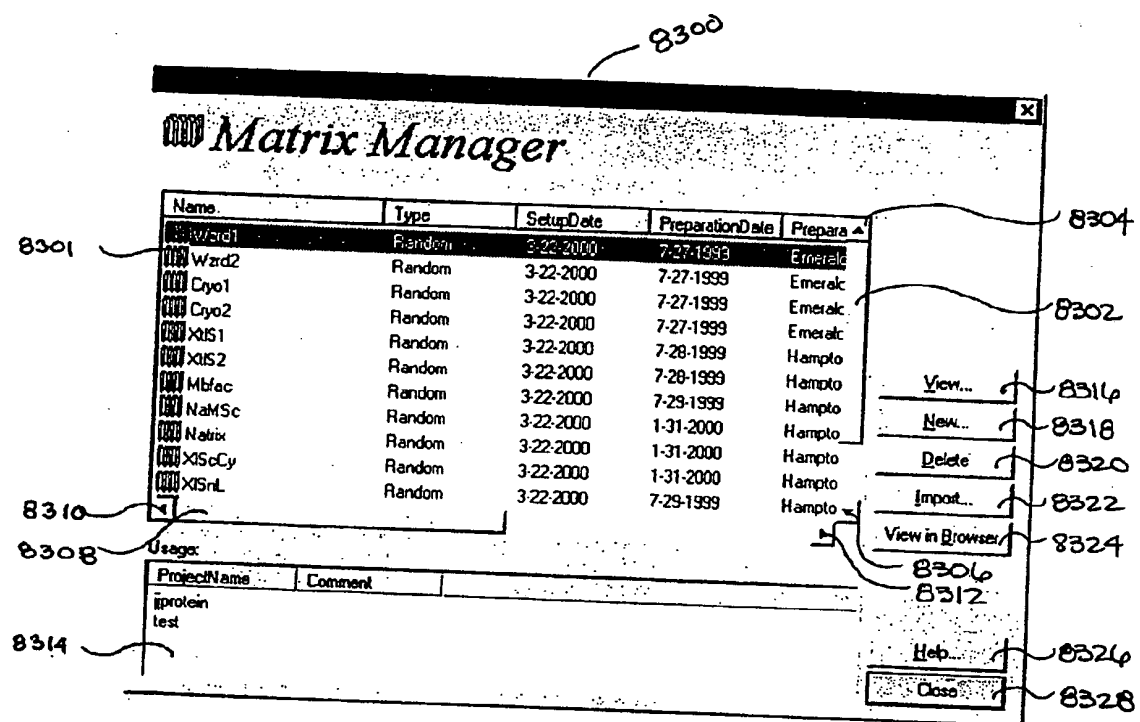 8300
Matrix Manager
Name Type SetupDate PreparationDate Prepara
8304
8301
Wzrd1 Random 3-22-2000 7-27-1999 Emeralc
Wzrd2 Random 3-22-2000 7-27-1999 Emeralc
Cryo1 Random 3-22-2000 7-27-1999 Emeralc
8302
Cryo2 Random 3-22-2000 7-27-1999 Emeralc
XtlS1 Random 3-22-2000 7-28-1999 Hampto
XtlS2 Random 3-22-2000 7-28-1999 Hampto
Mbfac Random 3-22-2000 7-29-1999 Hampto
NaMSc Random 3-22-2000 1-31-2000 Hampto
Natrix Random 3-22-2000 1-31-2000 Hampto
XlScCy Random 3-22-2000 1-31-2000 Hampto
XlSnL Random 3-22-2000 7-29-1999 Hampto
View...
8316
New...
8318
Delete
8320
Import...
8322
View in Browser
8324
8310
8308
8306
8312
Usage:
ProjectName Comment
test
8314
Help...
8326
Close
8328